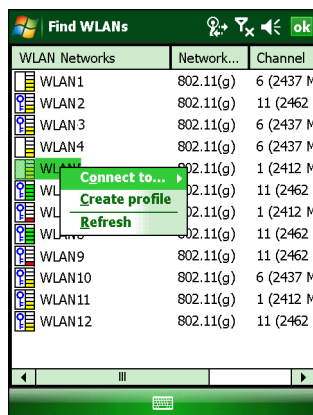 Find WLANs
ok
WLAN Networks Network... Channel
WLAN1 802.11(g) 6 (2437 M
WLAN2 802.11(g) 11 (2462
WLAN3 802.11(g) 6 (2437 M
WLAN4 802.11(g) 6 (2437 M
802.11(g) 1 (2412 M
Connect to...
WL 802.11(g) 11 (2462
Create profile
WL 802.11(g) 1 (2412 M
Refresh
802.11(g) 11 (2462
WLAN9 802.11(g) 11 (2462
WLAN10 802.11(g) 6 (2437 M
WLAN11 802.11(g) 1 (2412 M
WLAN12 802.11(g) 11 (2462